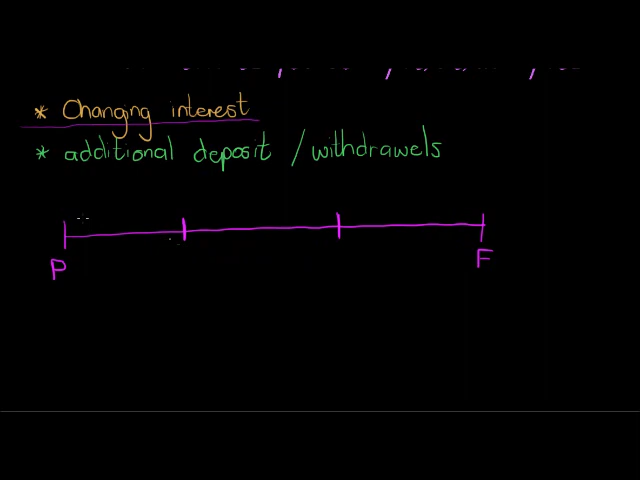 * Changing interest
* additional deposit / withdrawels
P
F